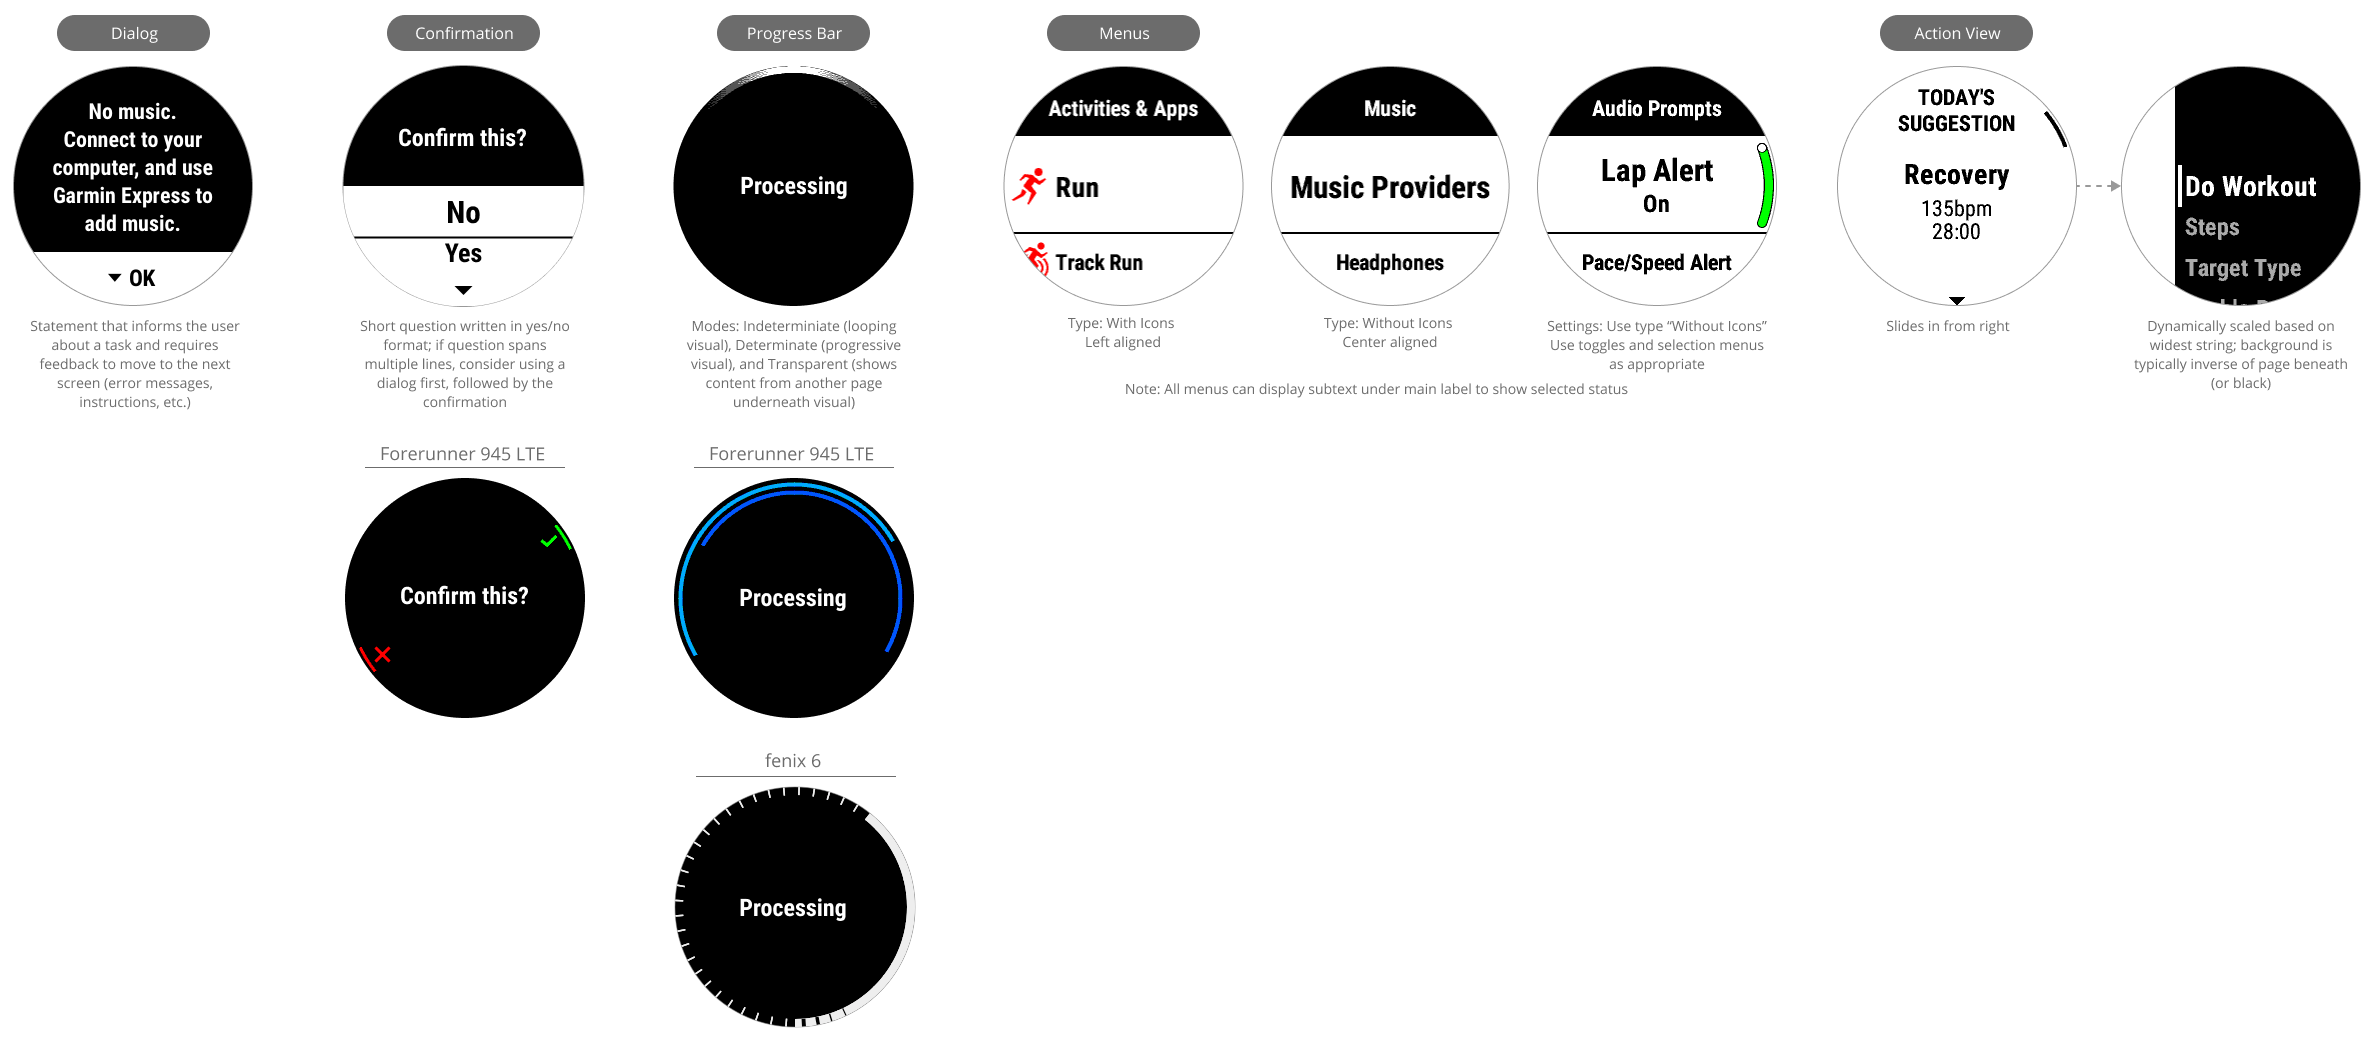 Dialog
No music.
Connect to your
computer, and use
Garmin Express to
add music.
OK
Statement that informs the user
about a task and requires
feedback to move to the next
screen (error messages,
instructions, etc.)
Confirmation
Confirm this?
No
Yes
Short question written in yes/no
format; if question spans
multiple lines, consider using a
dialog first, followed by the
confirmation
Forerunner 945 LTE
Confirm this?
Progress Bar
Processing
Modes: Indeterminiate (looping
visual), Determinate (progressive
visual), and Transparent (shows
content from another page
underneath visual)
Forerunner 945 LTE
Processing
fenix 6
Processing
Menus
Activities & Apps
Run
Track Run
Type: With Icons
Left aligned
Music
Music Providers
Headphones
Type: Without Icons
Center aligned
Audio Prompts
Lap Alert
On
Pace/Speed Alert
Settings: Use type “Without Icons”
Use toggles and selection menus
as appropriate
Note: All menus can display subtext under main label to show selected status
Action View
TODAY'S
SUGGESTION
Recovery
135bpm
28:00
Slides in from right
Do Workout
Steps
Target Type
Dynamically scaled based on
widest string; background is
typically inverse of page beneath
(or black)